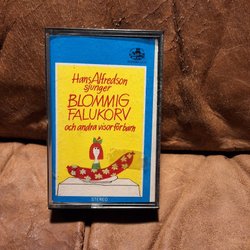 Hans Alfredson
sjunger
BLOMMIG
FALUKORV
och andra visor för barn
STEREO